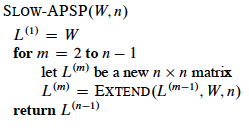 SLOW-APSP(W, n)
L^(1) = W
for m = 2 to n − 1
let L^(m) be a new n × n matrix
L^(m) = EXTEND(L^(m−1), W, n)
return L^(n−1)